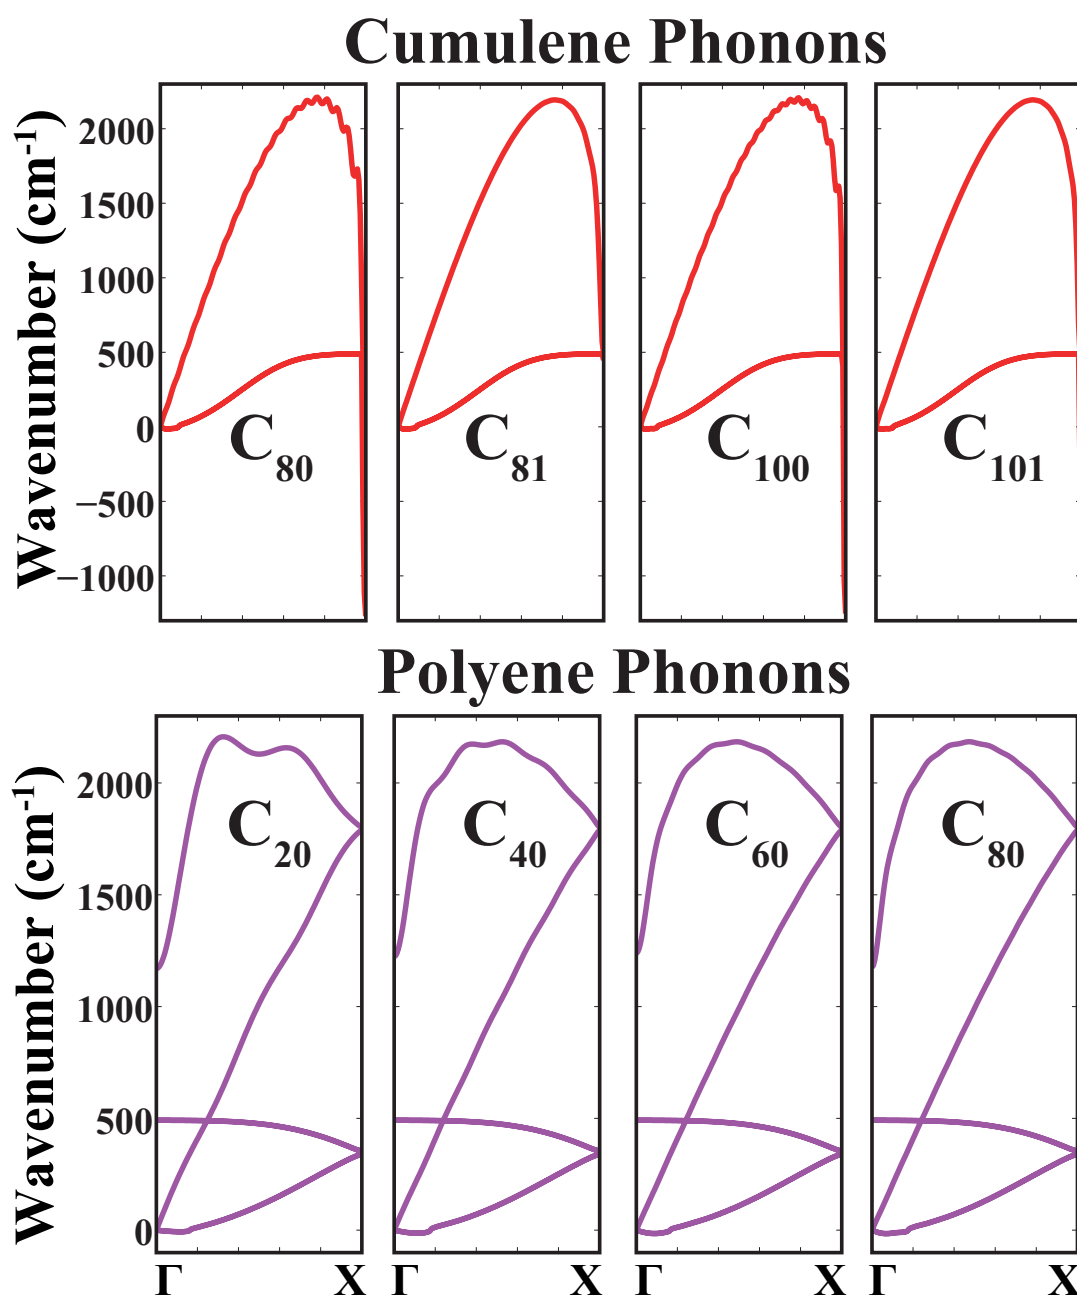 Cumulene Phonons
Wavenumber (cm-1)
2000
1500
1000
500
0
−500
−1000
C80
C81
C100
C101
Polyene Phonons
Wavenumber (cm-1)
2000
1500
1000
500
0
C20
C40
C60
C80
Γ X Γ X Γ X Γ X